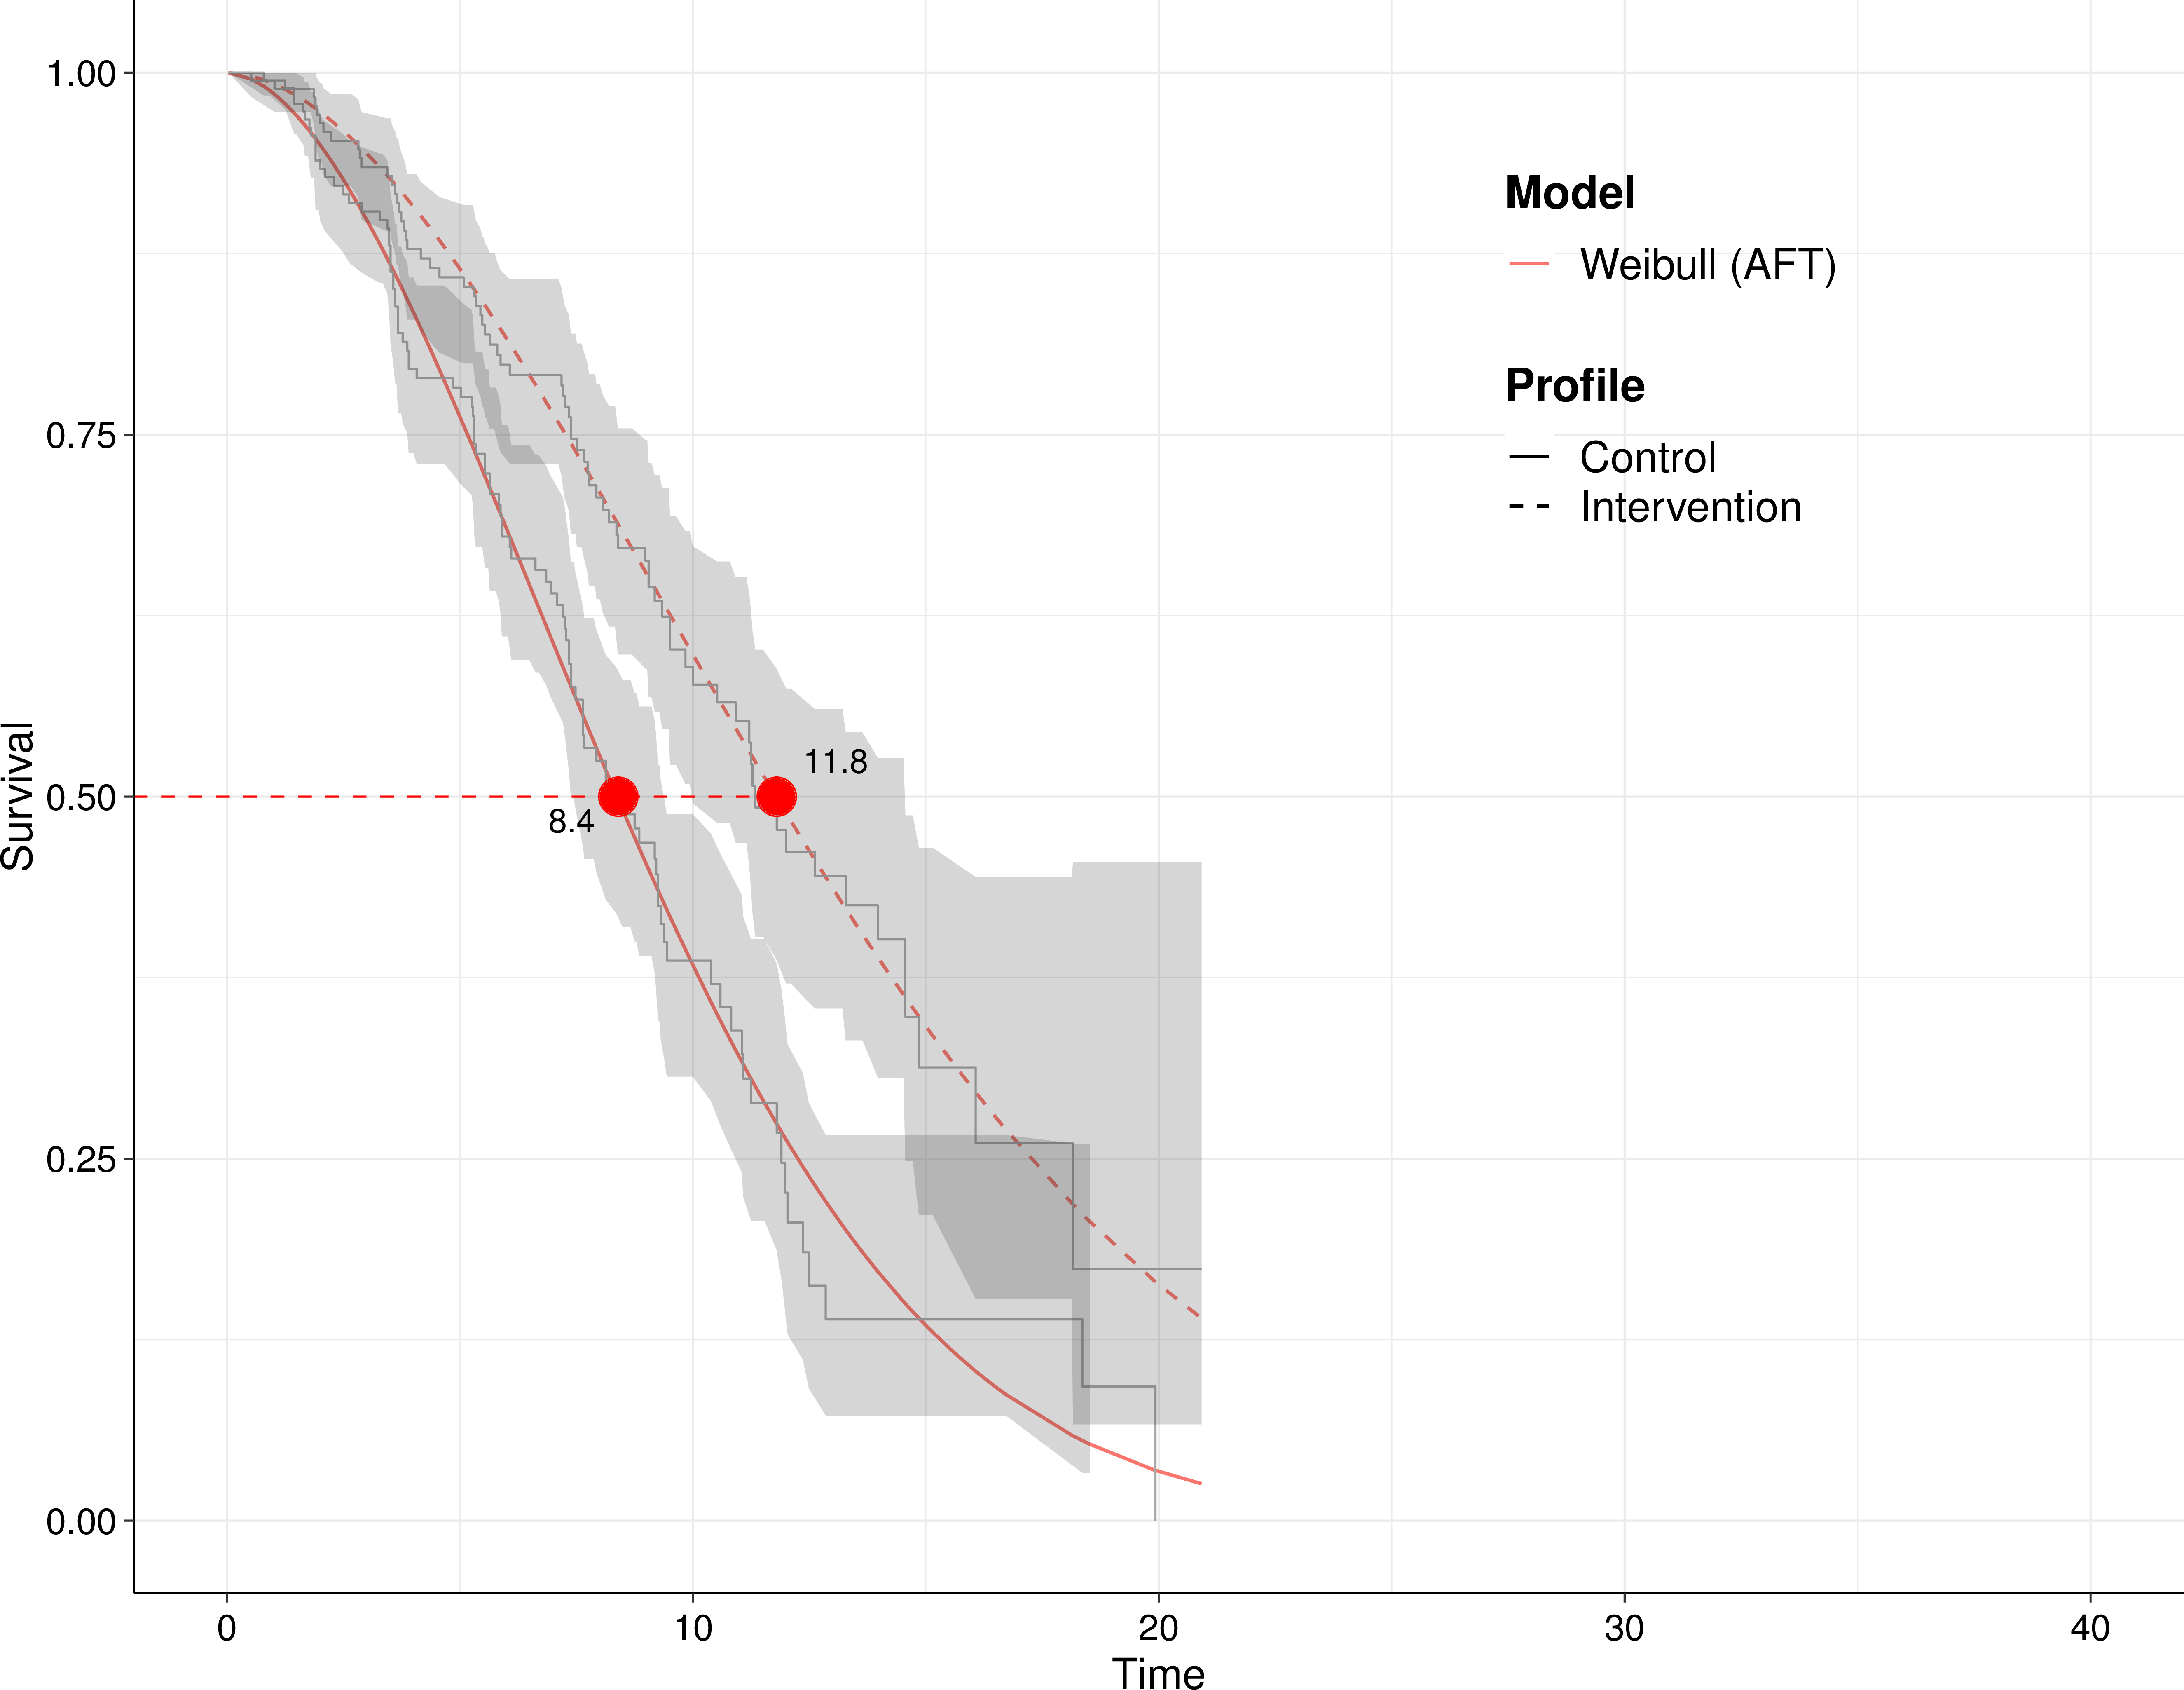 1.00
0.75
0.50
0.25
0.00
Survival
0
10
20
30
40
Time
8.4
11.8
Model
Weibull (AFT)
Profile
Control
Intervention